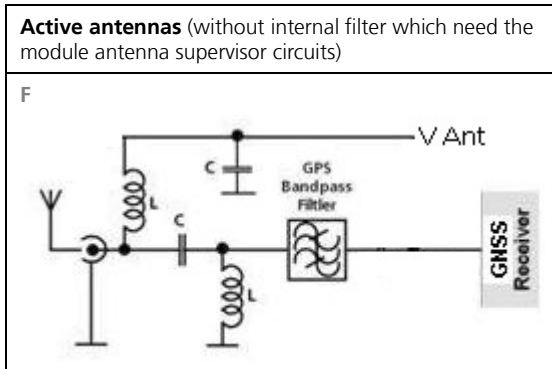 Active antennas (without internal filter which need the
module antenna supervisor circuits)
F
V Ant
C
GPS
Bandpass
Filtler
L
C
L
GNSS
Receiver